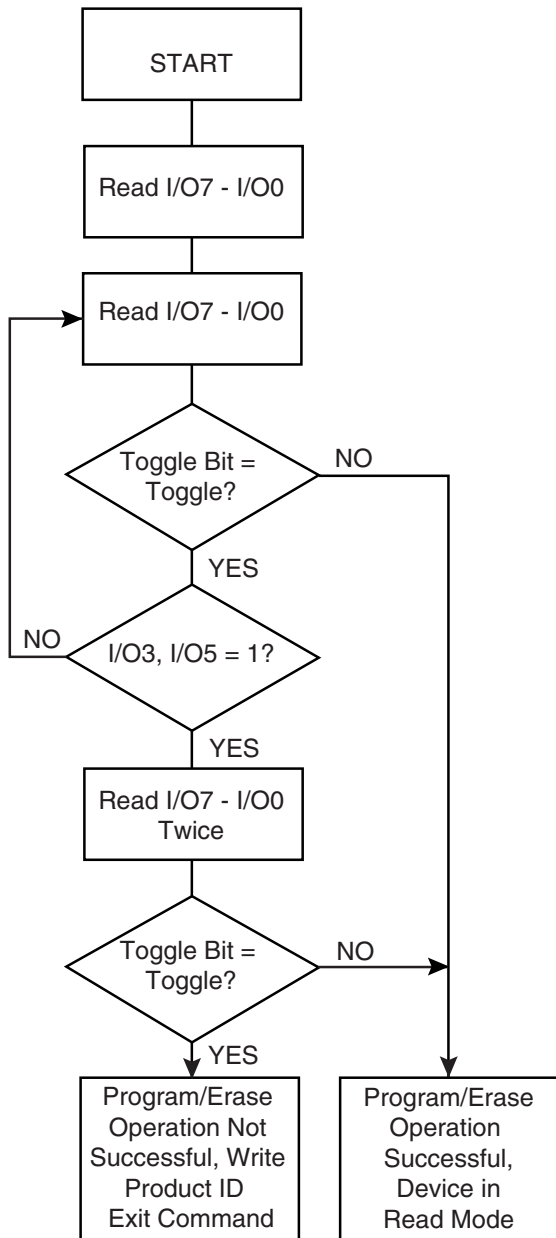 START
Read I/O7 - I/O0
Read I/O7 - I/O0
Toggle Bit =
Toggle?
NO
YES
NO
I/O3, I/O5 = 1?
YES
Read I/O7 - I/O0
Twice
Toggle Bit =
Toggle?
NO
YES
Program/Erase
Operation Not
Successful, Write
Product ID
Exit Command
Program/Erase
Operation
Successful,
Device in
Read Mode